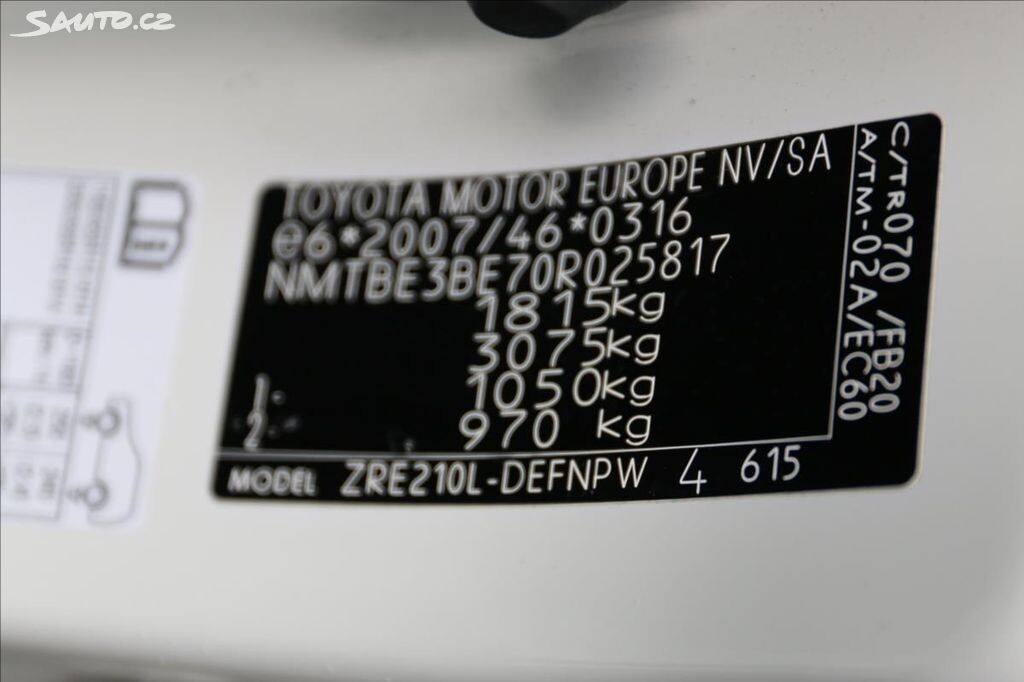 SAUTO.CZ
TOYOTA MOTOR EUROPE NV/SA
e6*2007/46*0316
NMTBE3BE70R025817
1815kg
3075kg
1- 1050kg
2- 970 kg
MODEL ZRE210L-DEFNPW 4 615
C/TR070 /FB20
A/TM-02A/EC60